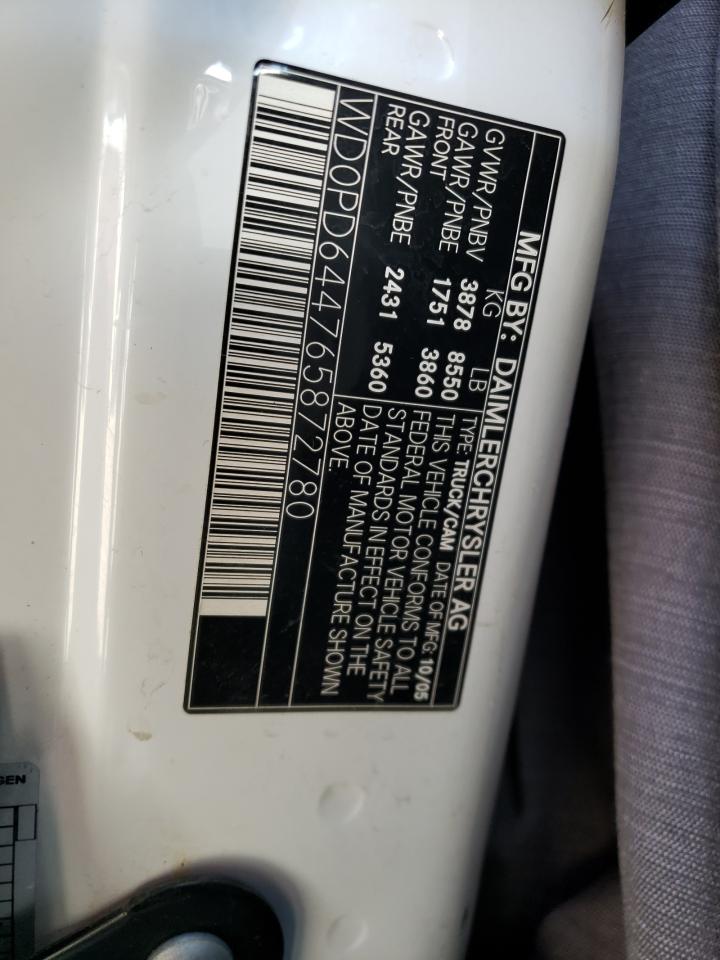 MFG BY: DAIMLERCHRYSLER AG
KG LB TYPE: TRUCK/CAM DATE OF MFG: 10/05
GVWR/PNBV 3878 8550 THIS VEHICLE CONFORMS TO ALL
GAWR/PNBE 1751 3860 FEDERAL MOTOR VEHICLE SAFETY
FRONT
GAWR/PNBE 2431 5360 STANDARDS IN EFFECT ON THE
REAR
DATE OF MANUFACTURE SHOWN
ABOVE.
WD0PD644765872780
GEN